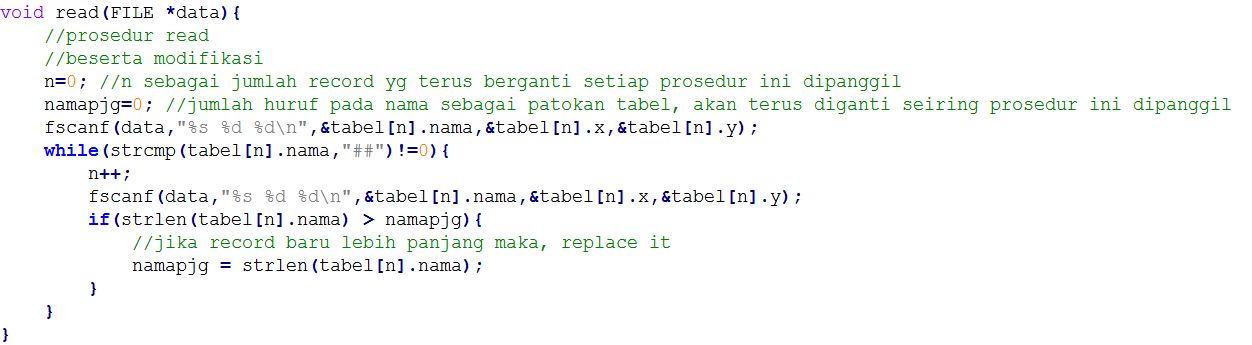 void read(FILE *data){
//prosedur read
//beserta modifikasi
n=0; //n sebagai jumlah record yg terus berganti setiap prosedur ini dipanggil
namapjg=0; //jumlah huruf pada nama sebagai patokan tabel, akan terus diganti seiring prosedur ini dipanggil
fscanf(data,"%s %d %d\n",&tabel[n].nama,&tabel[n].x,&tabel[n].y);
while(strcmp(tabel[n].nama,"##")!=0){
n++;
fscanf(data,"%s %d %d\n",&tabel[n].nama,&tabel[n].x,&tabel[n].y);
if(strlen(tabel[n].nama) > namapjg){
//jika record baru lebih panjang maka, replace it
namapjg = strlen(tabel[n].nama);
}
}
}